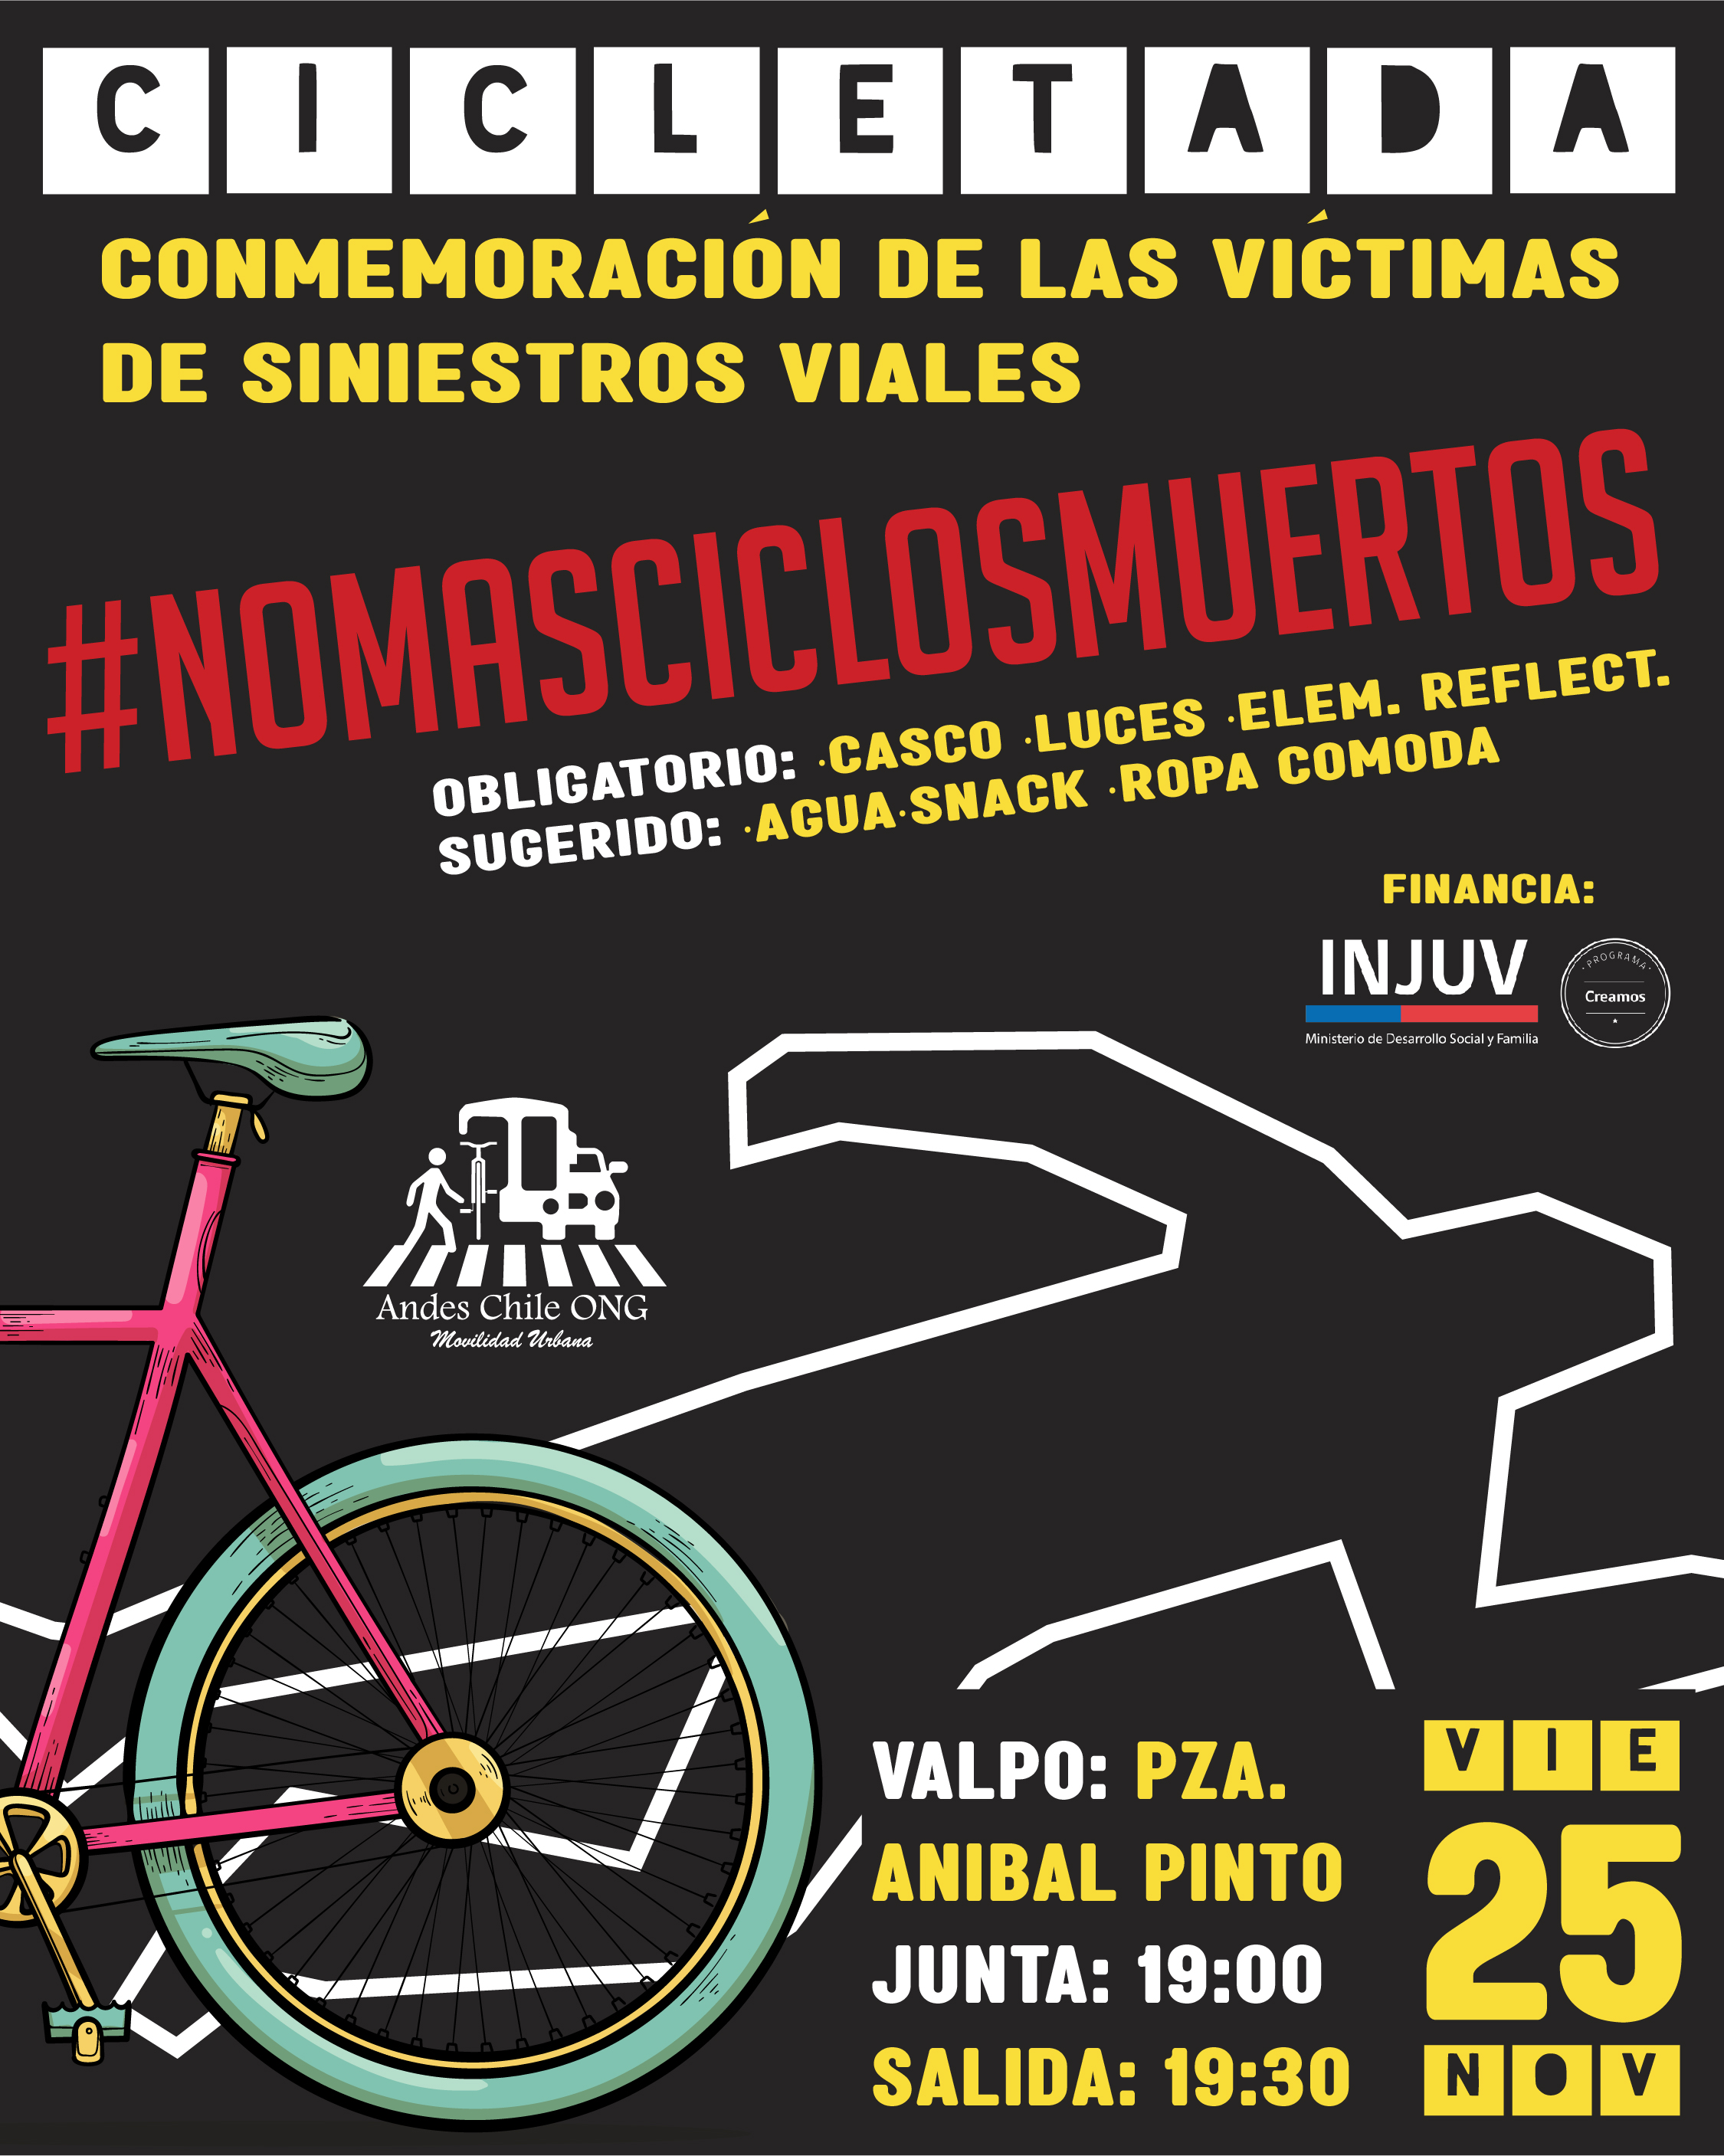 CICLETADA
CONMEMORACIÓN DE LAS VÍCTIMAS
DE SINIESTROS VIALES
#NOMASCICLOSMUERTOS
OBLIGATORIO: ·CASCO ·LUCES ·ELEM. REFLECT.
SUGERIDO: ·AGUA·SNACK ·ROPA COMODA
FINANCIA:
INJUV
Ministerio de Desarrollo Social y Familia
·PROGRAMA·
Creamos
Andes Chile ONG
Movilidad Urbana
VALPO: PZA.
ANIBAL PINTO
JUNTA: 19:00
SALIDA: 19:30
VIE
25
NOV